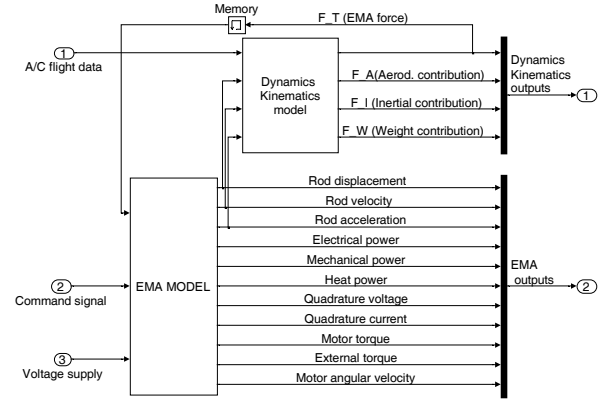 Memory
F_T (EMA force)
1
A/C flight data
Dynamics
Kinematics
model
F_A(Aerod. contribution)
F_I (Inertial contribution)
F_W (Weight contribution)
Dynamics
Kinematics
outputs
1
Rod displacement
Rod velocity
Rod acceleration
Electrical power
Mechanical power
Heat power
Quadrature voltage
Quadrature current
Motor torque
External torque
Motor angular velocity
EMA MODEL
2
Command signal
3
Voltage supply
EMA
outputs
2